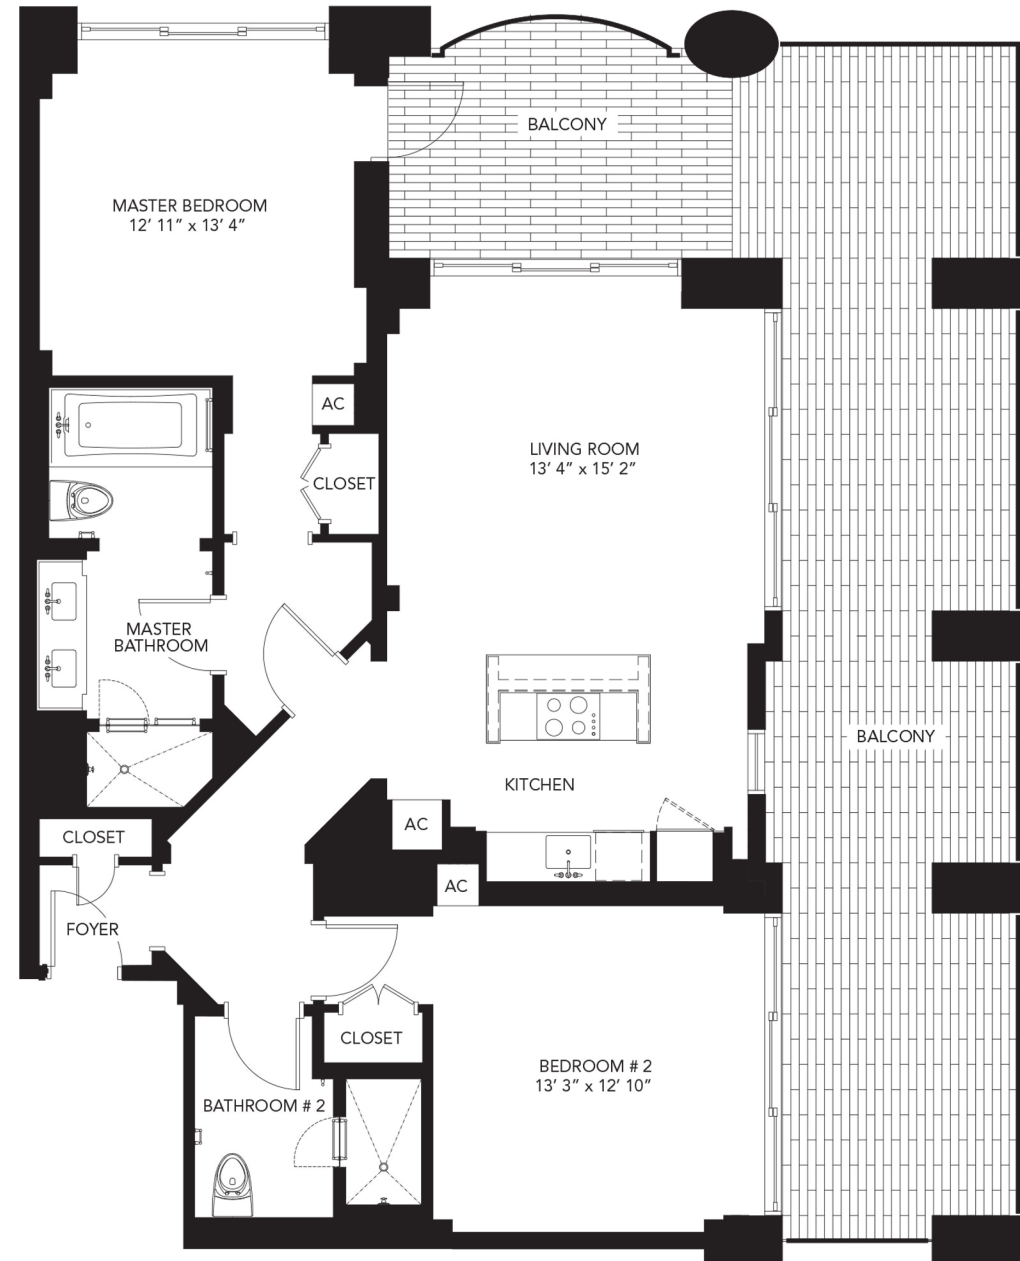 BALCONY
MASTER BEDROOM
12’ 11” x 13’ 4”
AC
LIVING ROOM
13’ 4” x 15’ 2”
CLOSET
MASTER
BATHROOM
BALCONY
KITCHEN
AC
CLOSET
AC
FOYER
CLOSET
BEDROOM # 2
13’ 3” x 12’ 10”
BATHROOM # 2